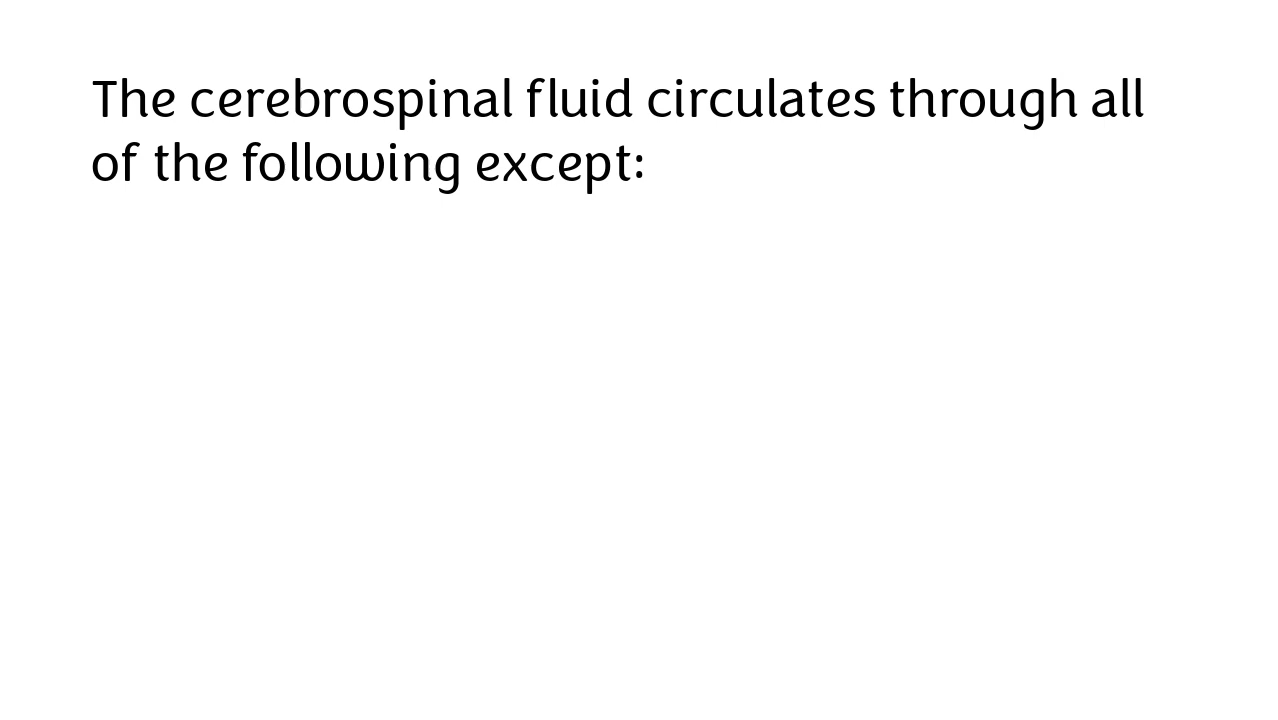 The cerebrospinal fluid circulates through all
of the following except: